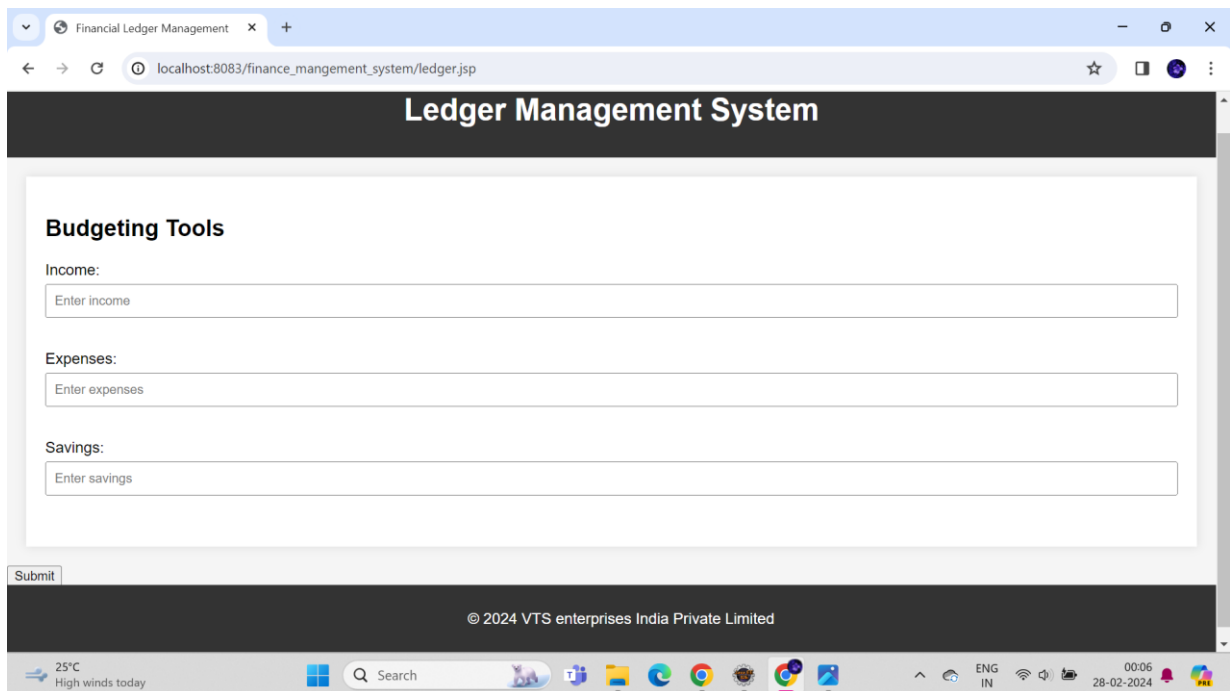 Financial Ledger Management
localhost:8083/finance_mangement_system/ledger.jsp
Ledger Management System
Budgeting Tools
Income:
Enter income
Expenses:
Enter expenses
Savings:
Enter savings
Submit
© 2024 VTS enterprises India Private Limited
25°C
High winds today
Search
ENG
IN
00:06
28-02-2024
PRE